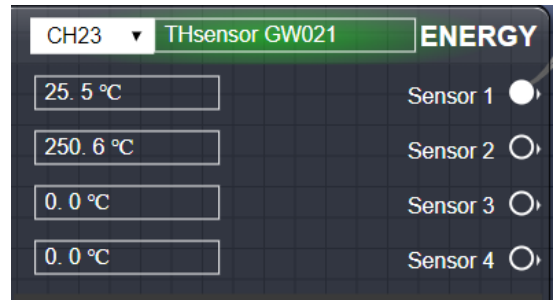 CH23 ▼ THsensor GW021 ENERGY
25. 5 ℃ Sensor 1
250. 6 ℃ Sensor 2
0. 0 ℃ Sensor 3
0. 0 ℃ Sensor 4